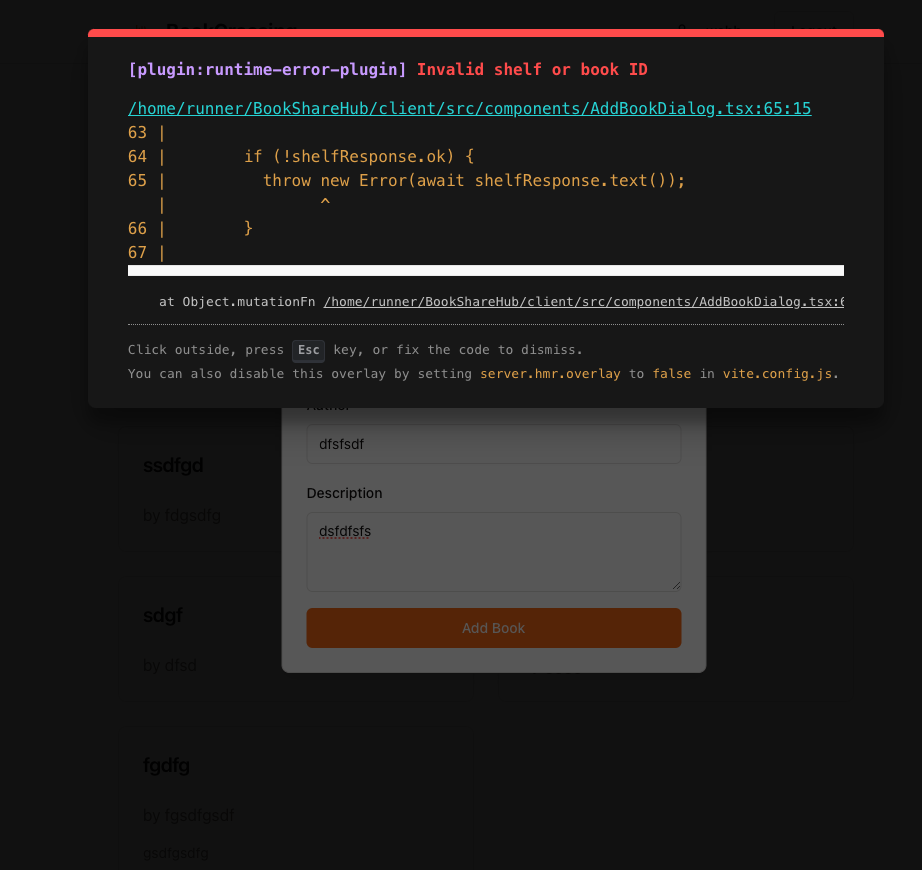 BookCrossing
[plugin:runtime-error-plugin] Invalid shelf or book ID
/home/runner/BookShareHub/client/src/components/AddBookDialog.tsx:65:15
63 |
64 |        if (!shelfResponse.ok) {
65 |          throw new Error(await shelfResponse.text());
   |                ^
66 |        }
67 |
at Object.mutationFn /home/runner/BookShareHub/client/src/components/AddBookDialog.tsx:6
Click outside, press Esc key, or fix the code to dismiss.
You can also disable this overlay by setting server.hmr.overlay to false in vite.config.js.
Author
dfsfsdf
Description
dsfdfsfs
Add Book
ssdfgd
by fdgsdfg
sdgf
by dfsd
fgdfg
by fgsdfgsdf
gsdfgsdfg